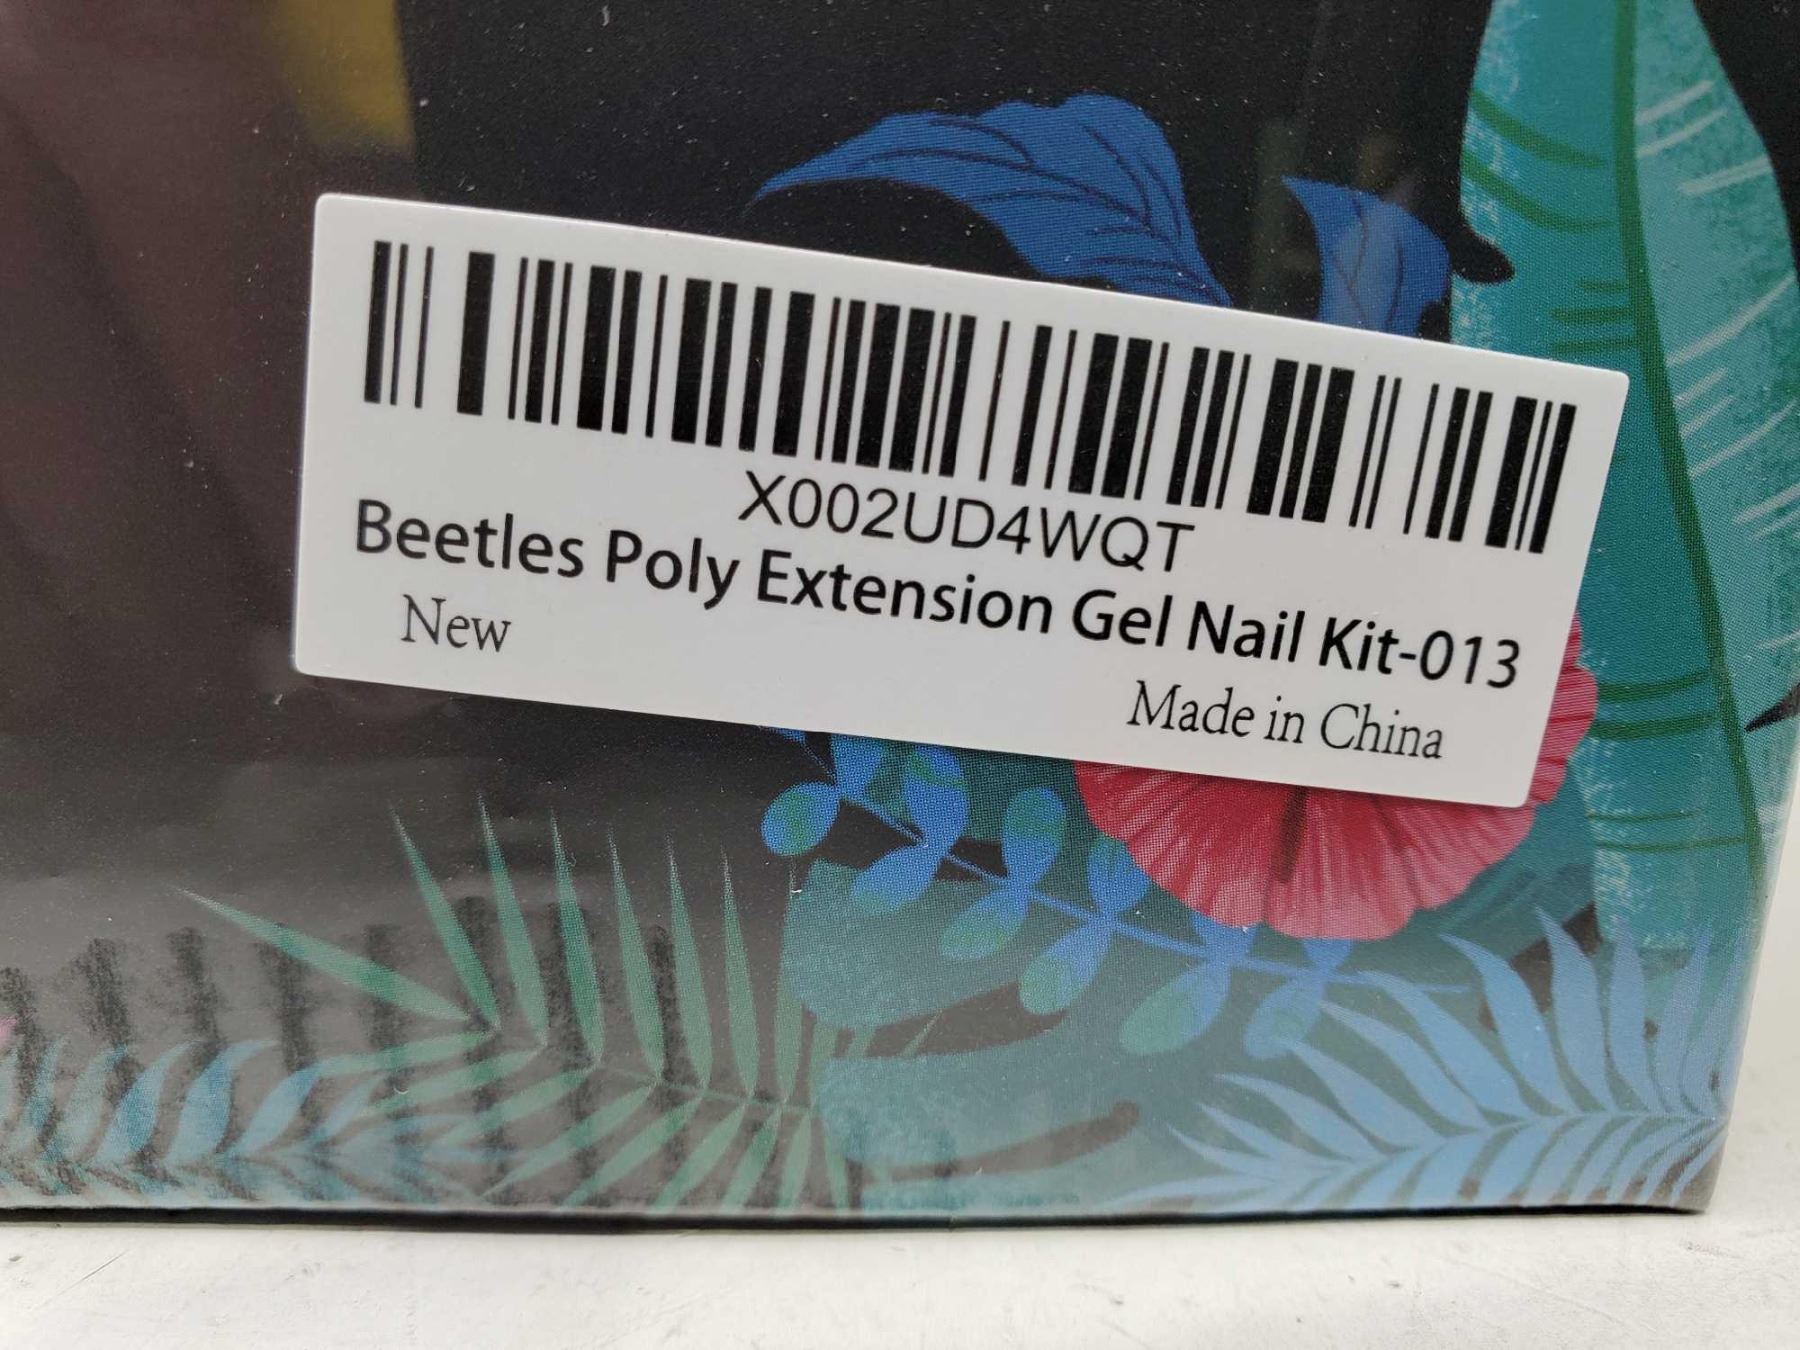 X002UD4WQT
Beetles Poly Extension Gel Nail Kit-013
New
Made in China